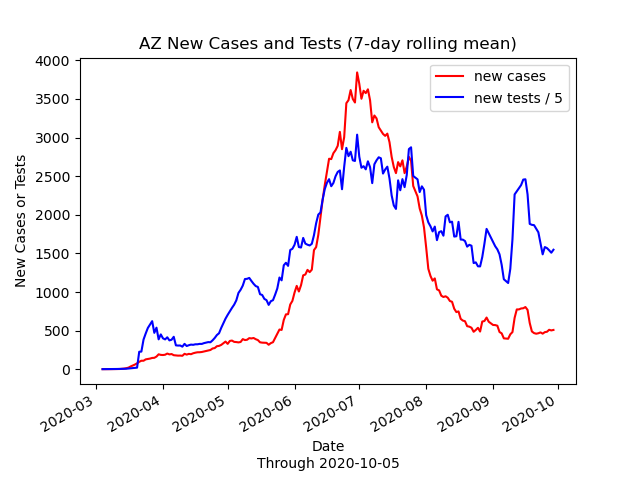 AZ New Cases and Tests (7-day rolling mean)
new cases
new tests / 5
New Cases or Tests
4000
3500
3000
2500
2000
1500
1000
500
0
2020-03
2020-04
2020-05
2020-06
2020-07
2020-08
2020-09
2020-10
Date
Through 2020-10-05